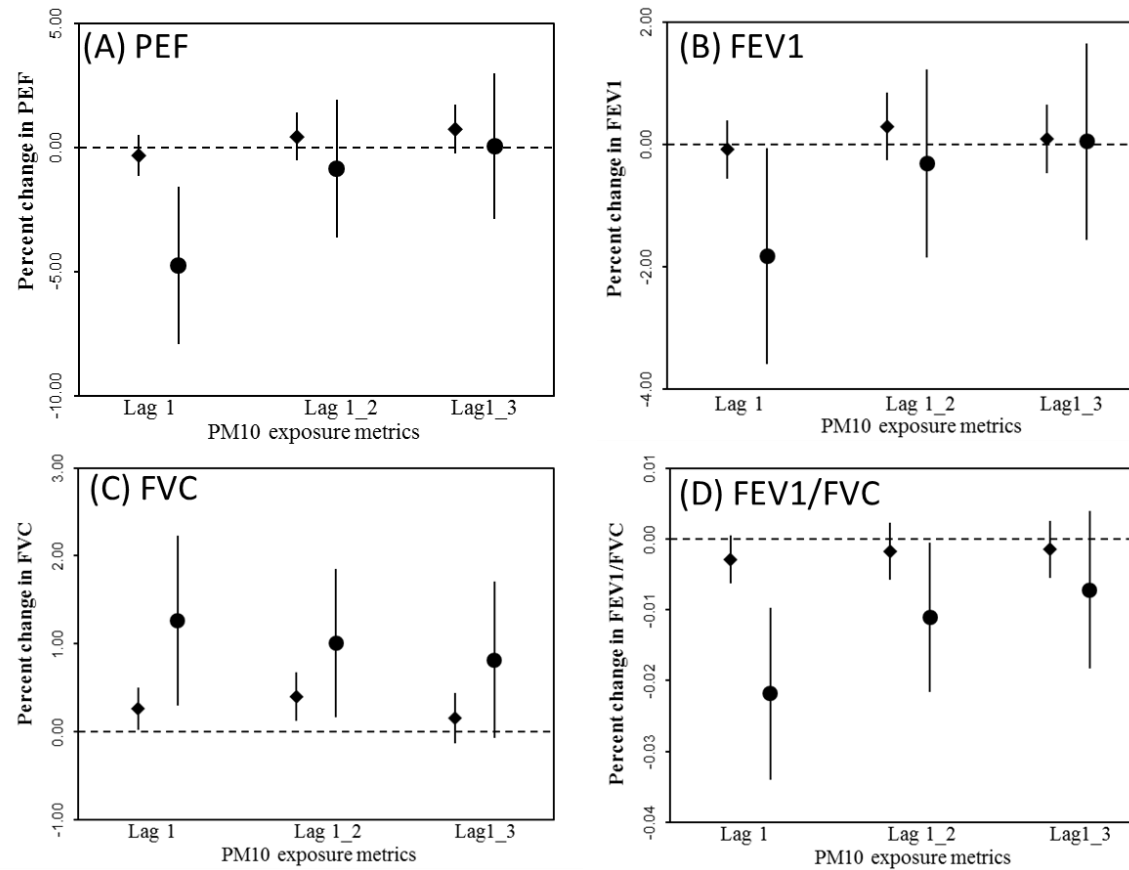 (A) PEF
Percent change in PEF
5.00
0.00
-5.00
-10.00
Lag 1
Lag 1_2
Lag1_3
PM10 exposure metrics
(B) FEV1
Percent change in FEV1
2.00
0.00
-2.00
-4.00
Lag 1
Lag 1_2
Lag1_3
PM10 exposure metrics
(C) FVC
Percent change in FVC
3.00
2.00
1.00
0.00
-1.00
Lag 1
Lag 1_2
Lag1_3
PM10 exposure metrics
(D) FEV1/FVC
Percent change in FEV1/FVC
0.01
0.00
-0.01
-0.02
-0.03
-0.04
Lag 1
Lag 1_2
Lag1_3
PM10 exposure metrics